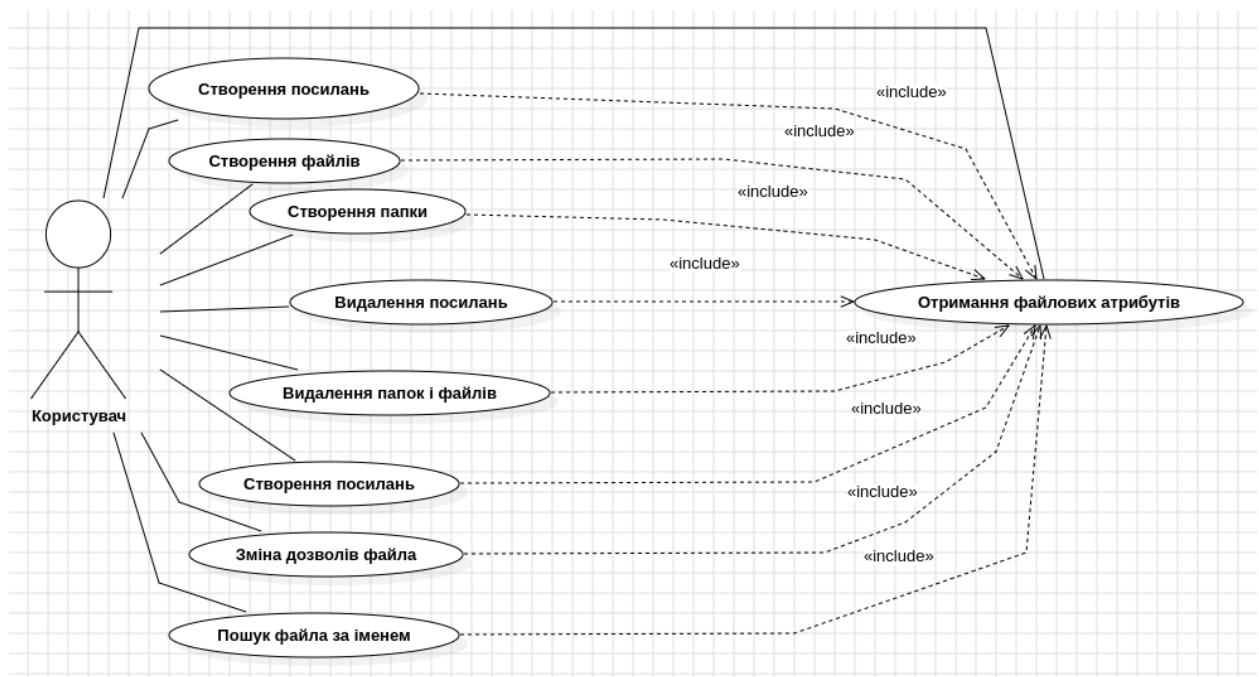 Створення посилань
«include»
«include»
Створення файлів
«include»
Створення папки
«include»
Видалення посилань
Отримання файлових атрибутів
«include»
Видалення папок і файлів
Користувач
«include»
Створення посилань
«include»
Зміна дозволів файла
«include»
Пошук файла за іменем